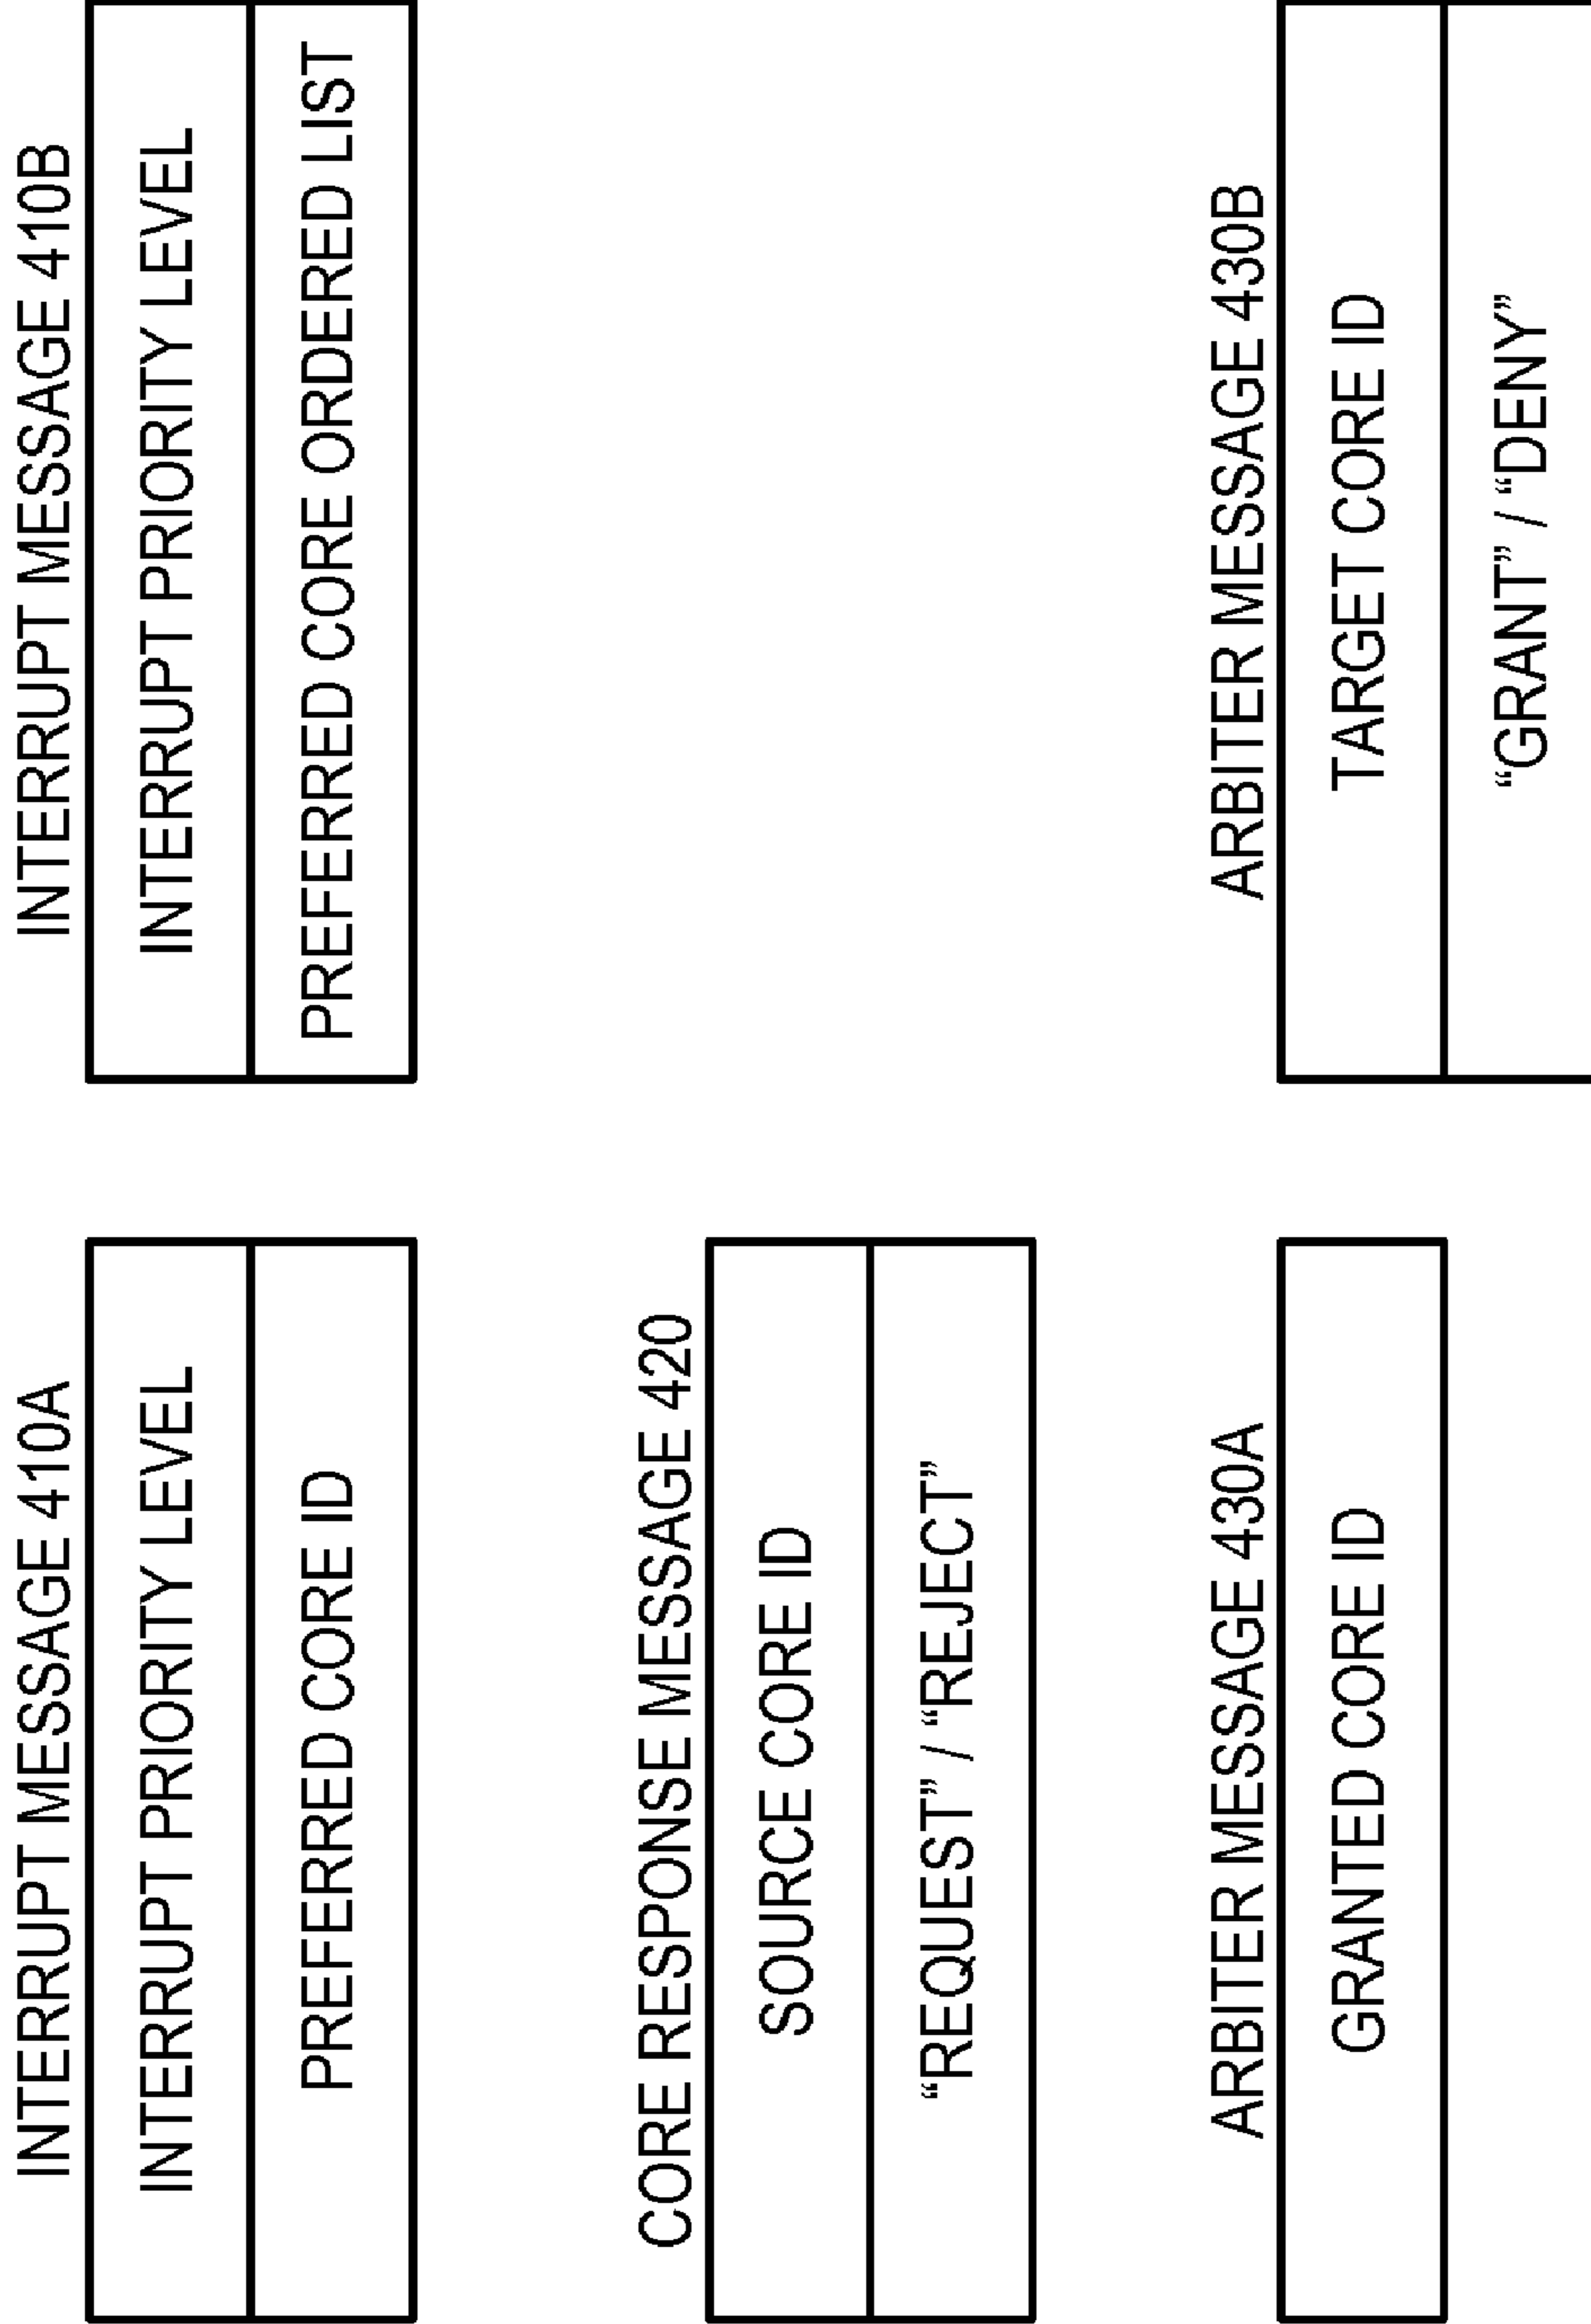 INTERRUPT MESSAGE 410A
INTERRUPT PRIORITY LEVEL
PREFERRED CORE ID
INTERRUPT MESSAGE 410B
INTERRUPT PRIORITY LEVEL
PREFERRED CORE ORDERED LIST
CORE RESPONSE MESSAGE 420
SOURCE CORE ID
“REQUEST” / “REJECT”
ARBITER MESSAGE 430A
GRANTED CORE ID
ARBITER MESSAGE 430B
TARGET CORE ID
“GRANT” / “DENY”